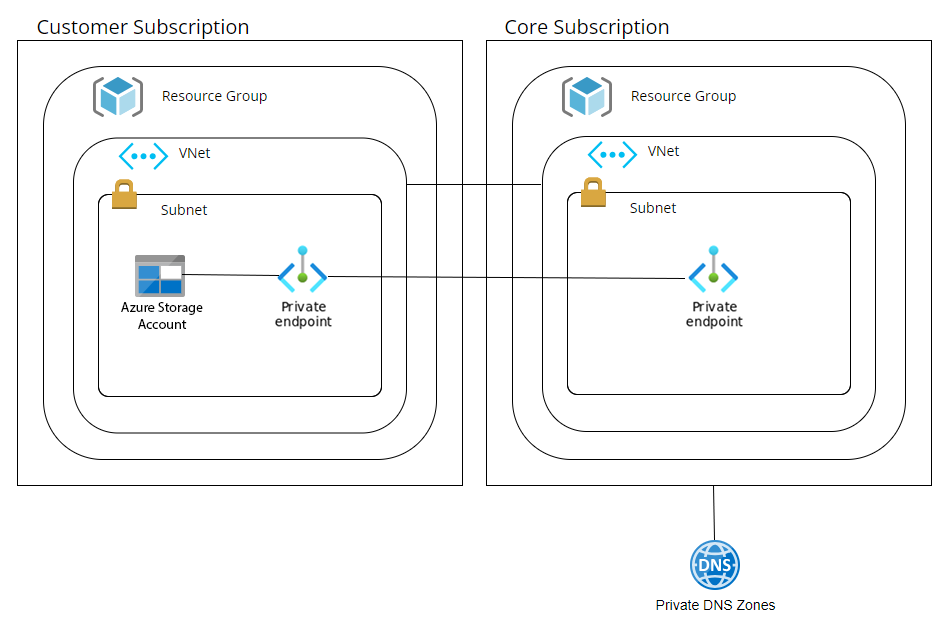 Customer Subscription
Core Subscription
Resource Group
Resource Group
VNet
VNet
Subnet
Subnet
Azure Storage
Account
Private
endpoint
Private
endpoint
DNS
Private DNS Zones